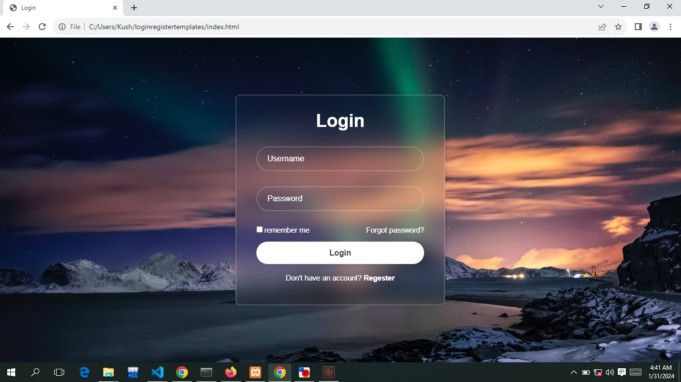 Login
File
C:/Users/Kush/loginregistertemplates/index.html
Login
Username
Password
remember me
Forgot password?
Login
Don't have an account? Regester
4:41 AM
1/31/2024